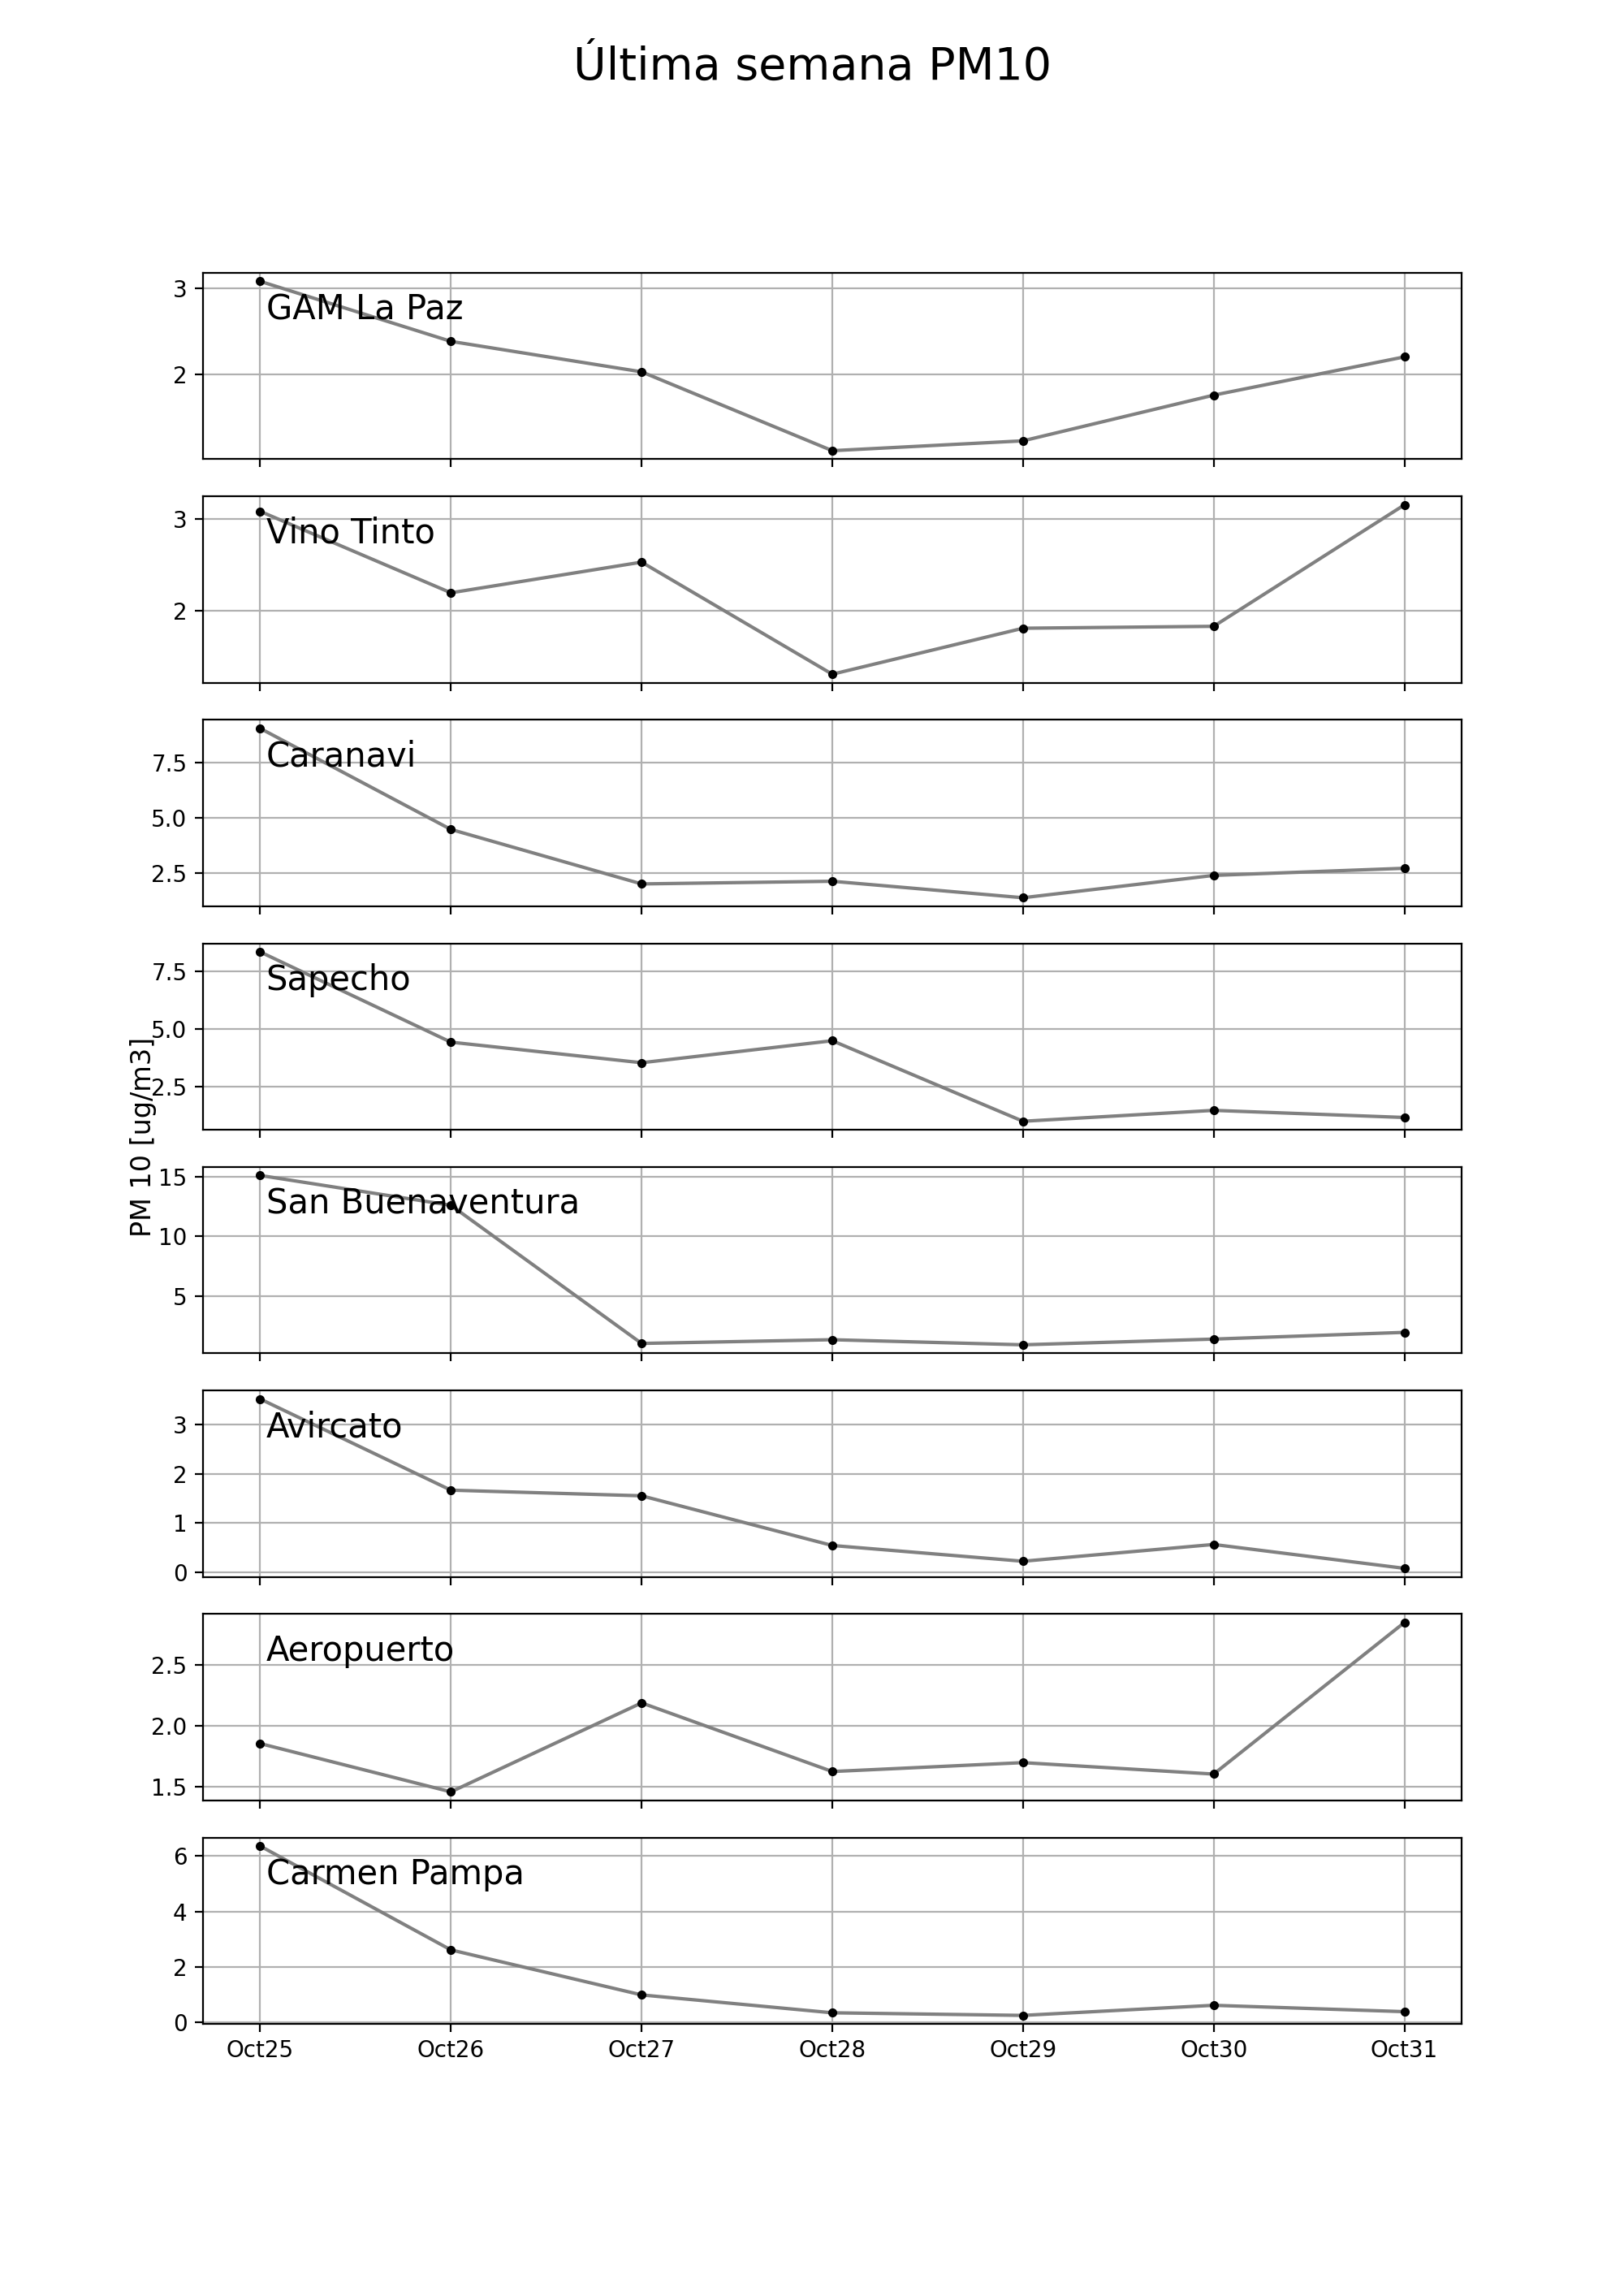 Última semana PM10
3
GAM La Paz
2
3
Vino Tinto
2
Caranavi
7.5
5.0
2.5
Sapecho
7.5
5.0
2.5
PM 10 [ug/m3]
15
San Buenaventura
10
5
Avircato
3
2
1
0
Aeropuerto
2.5
2.0
1.5
6
Carmen Pampa
4
2
0
Oct25 Oct26 Oct27 Oct28 Oct29 Oct30 Oct31